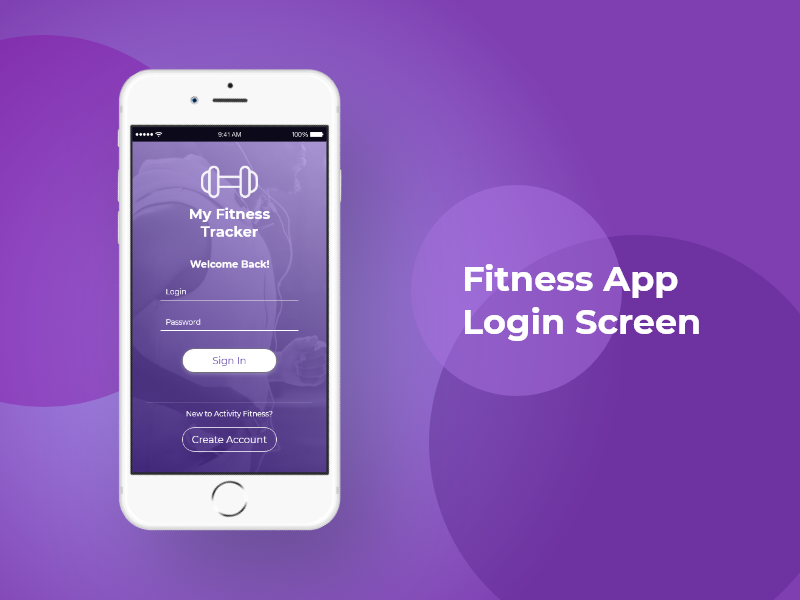 9:41 AM
100%
My Fitness
Tracker
Welcome Back!
Login
Password
Sign In
New to Activity Fitness?
Create Account
Fitness App
Login Screen